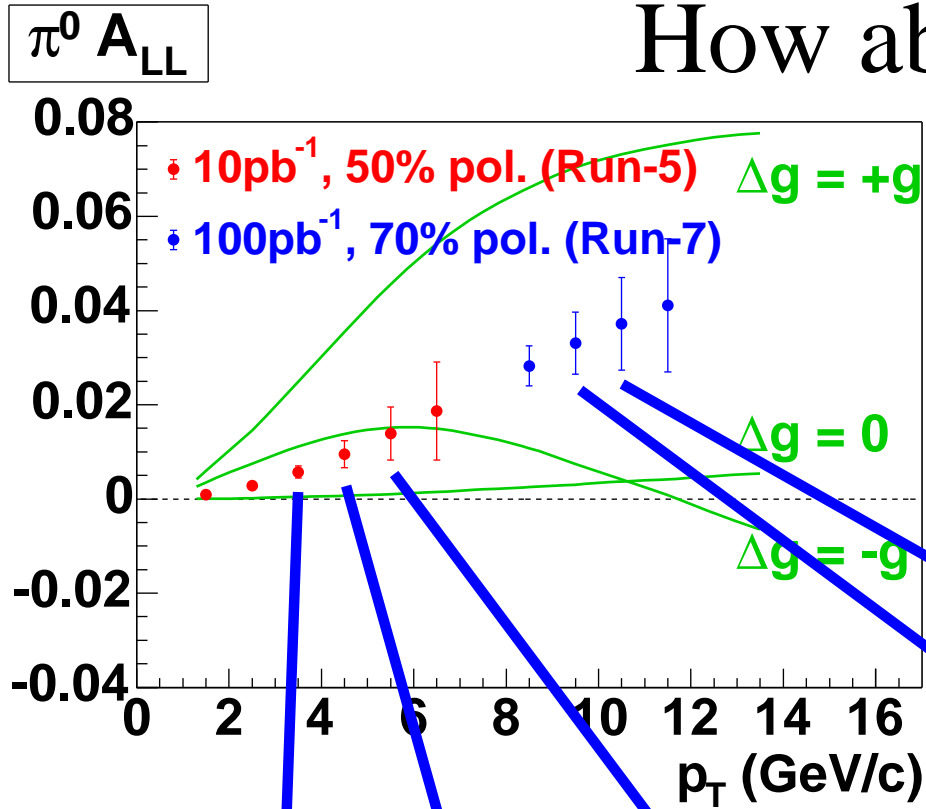 π⁰ A_LL
How ab
0.08
0.06
0.04
0.02
0
-0.02
-0.04
10pb⁻¹, 50% pol. (Run-5)
100pb⁻¹, 70% pol. (Run-7)
Δg = +g
Δg = 0
Δg = -g
0 2 4 6 8 10 12 14 16
p_T (GeV/c)